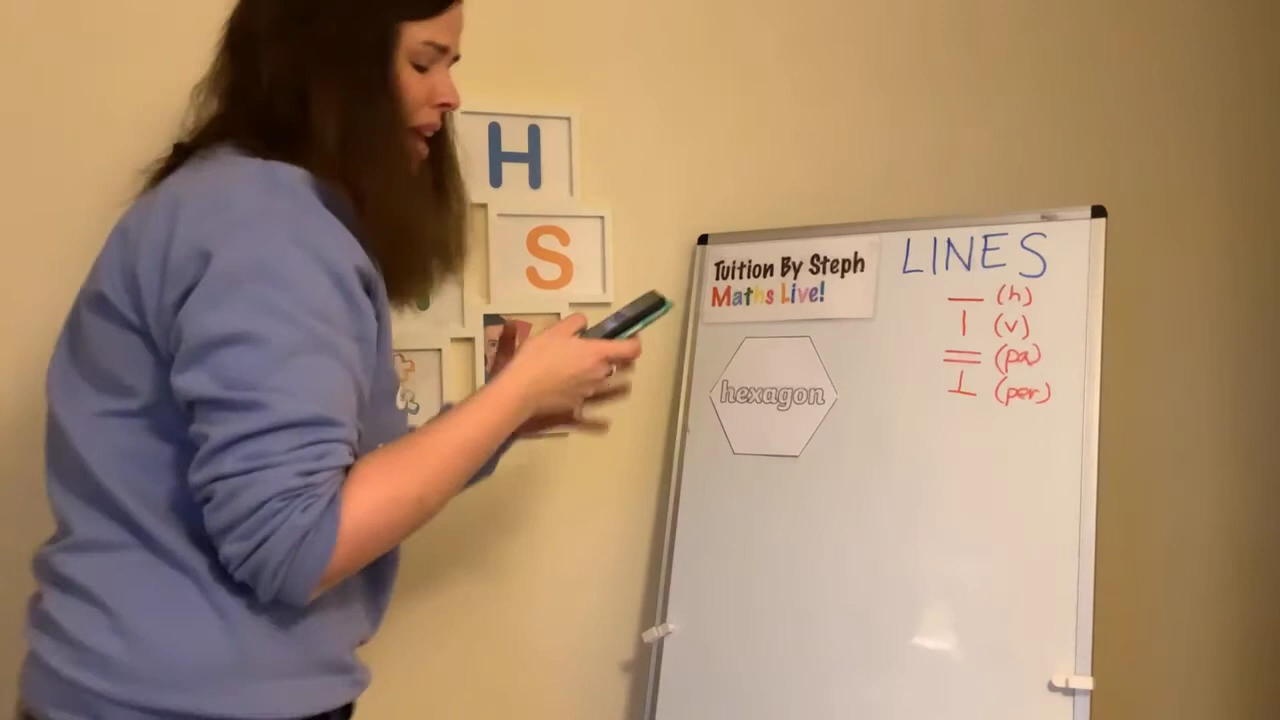 H
S
Tuition By Steph
Maths Live!
LINES
(h)
(v)
(pa)
(per)
hexagon